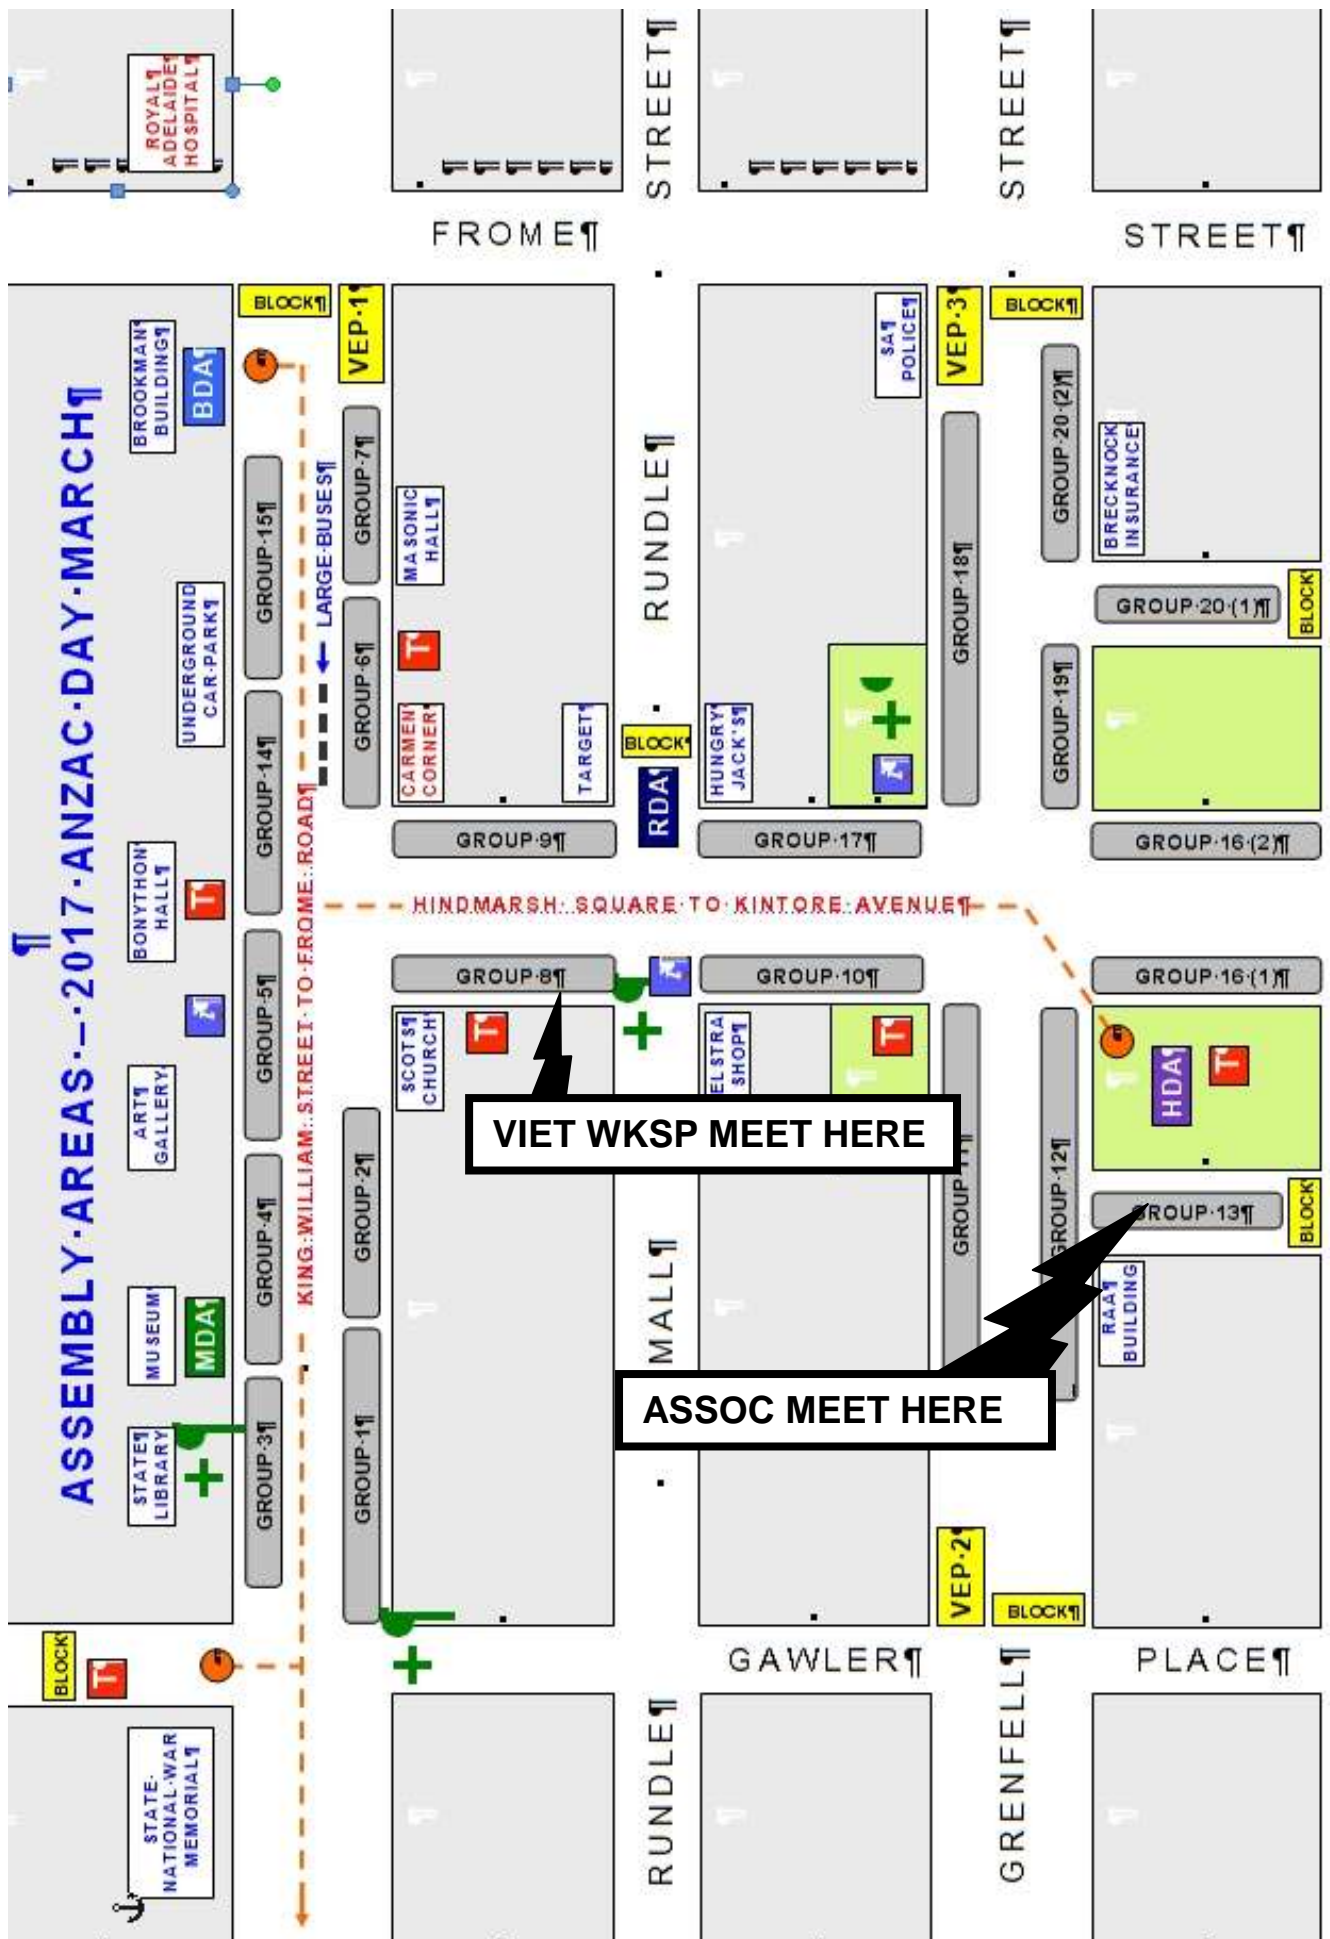 ASSEMBLY·AREAS·–·2017·ANZAC·DAY·MARCH¶
¶
ROYAL¶
ADELAIDE¶
HOSPITAL¶
STREET¶
STREET¶
FROME¶
STREET¶
BROOKMAN¶
BUILDING¶
BDA¶
BLOCK¶
VEP·1¶
SA¶
POLICE¶
VEP·3¶
BLOCK¶
GROUP·15¶
LARGE·BUSES¶
GROUP·7¶
MASONIC
HALL¶
RUNDLE¶
GROUP·18¶
GROUP·20·(2)¶
BRECKNOCK
INSURANCE
UNDERGROUND
CAR·PARK¶
GROUP·14¶
GROUP·6¶
T
CARMEN
CORNER
TARGET¶
BLOCK
RDA¶
HUNGRY
JACK'S¶
GROUP·19¶
GROUP·20·(1)¶
BLOCK
GROUP·9¶
GROUP·17¶
GROUP·16·(2)¶
BONYTHON
HALL¶
T
HINDMARSH·SQUARE·TO·KINTORE·AVENUE¶
KING·WILLIAM·STREET·TO·FROME·ROAD¶
GROUP·5¶
GROUP·8¶
GROUP·10¶
GROUP·16·(1)¶
SCOTS¶
CHURCH
T
ELSTRA
SHOP¶
T
HDA¶
T
ART¶
GALLERY
VIET WKSP MEET HERE
GROUP·4¶
GROUP·2¶
GROUP·12¶
GROUP·13¶
BLOCK
MUSEUM
MDA¶
MALL¶
RAA¶
BUILDING
ASSOC MEET HERE
STATE¶
LIBRARY
GROUP·3¶
GROUP·1¶
VEP·2¶
BLOCK¶
BLOCK
T
GAWLER¶
PLACE¶
STATE·
NATIONAL·WAR
MEMORIAL¶
RUNDLE¶
GRENFELL¶